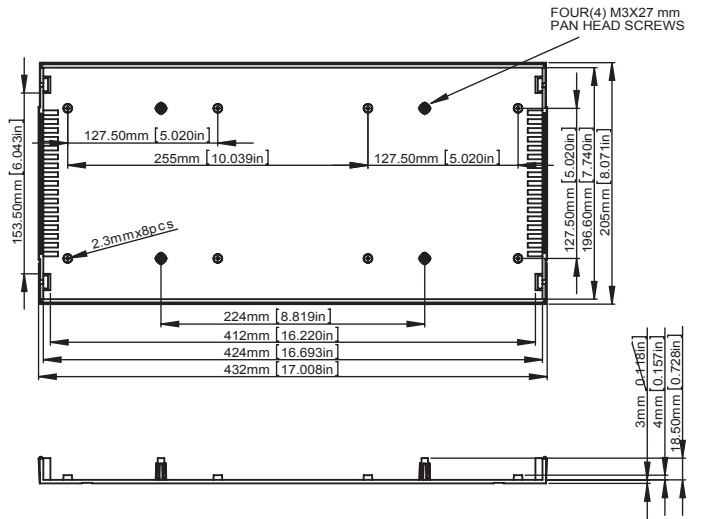 FOUR(4) M3X27 mm
PAN HEAD SCREWS
127.50mm [5.020in]
255mm [10.039in]
127.50mm [5.020in]
153.50mm [6.043in]
2.3mmx8pcs
127.50mm [5.020in]
196.60mm [7.740in]
205mm [8.071in]
224mm [8.819in]
412mm [16.220in]
424mm [16.693in]
432mm [17.008in]
3mm [0.118in]
4mm [0.157in]
18.50mm [0.728in]